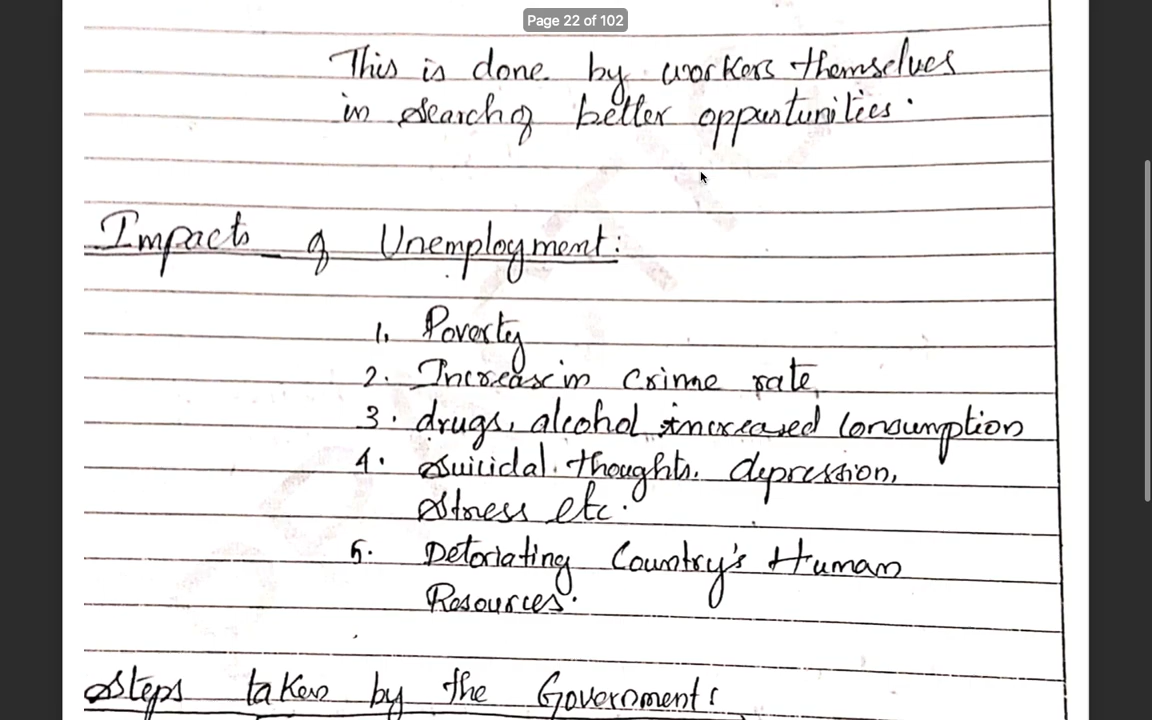 Page 22 of 102
This is done by workers themselves
in search of better oppurtunities.
Impacts of Unemployment:
1. Poverty
2. Increase in crime rate
3. drugs, alcohol increased consumption
4. suicidal thoughts, depression,
stress etc.
5. Detoriating Country's Human
Resources.
Steps taken by the Government: